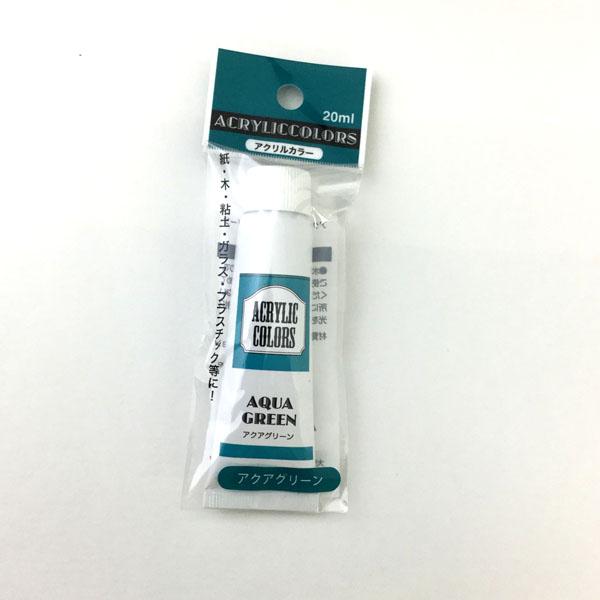 20ml
ACRYLICCOLORS
アクリルカラー
紙・木・粘土・ガラス・プラスチック等に!
ACRYLIC
COLORS
AQUA
GREEN
アクアグリーン
アクアグリーン